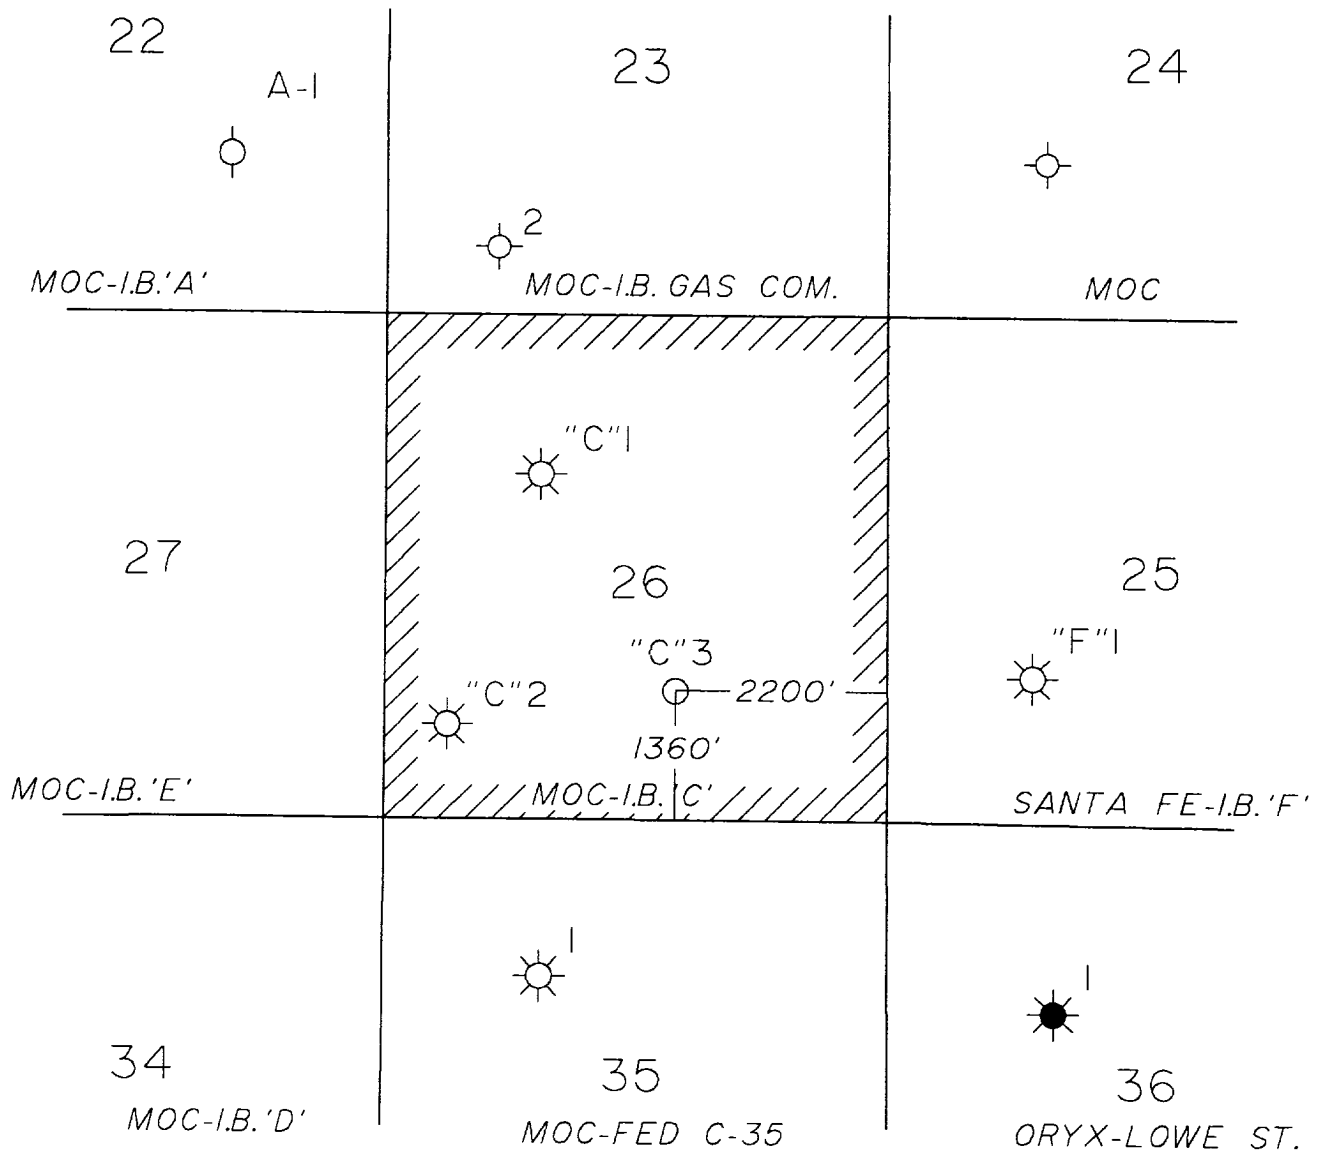 22
23
24
A-1
2
MOC-I.B.'A'
MOC-I.B. GAS COM.
MOC
"C"1
27
26
25
"C"3
"F"1
"C"2
2200'
1360'
MOC-I.B.'E'
MOC-I.B.'C'
SANTA FE-I.B.'F'
1
1
34
35
36
MOC-I.B.'D'
MOC-FED C-35
ORYX-LOWE ST.